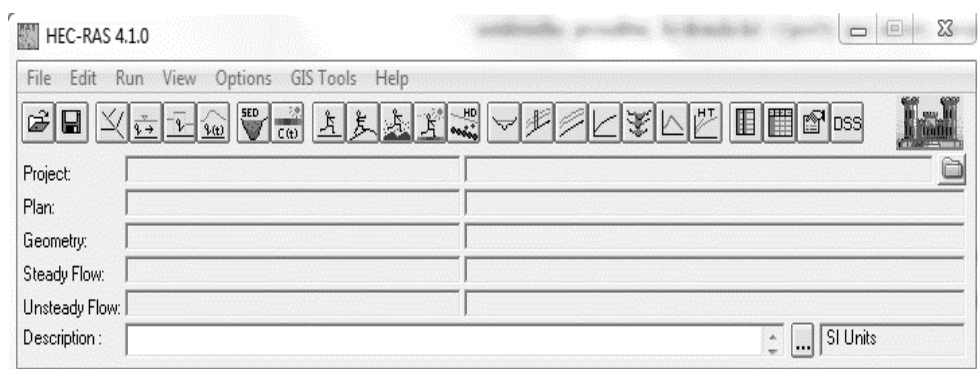 HEC-RAS 4.1.0
File Edit Run View Options GIS Tools Help
SED C(t) HD HT DSS
Project:
Plan:
Geometry:
Steady Flow:
Unsteady Flow:
Description : ... SI Units